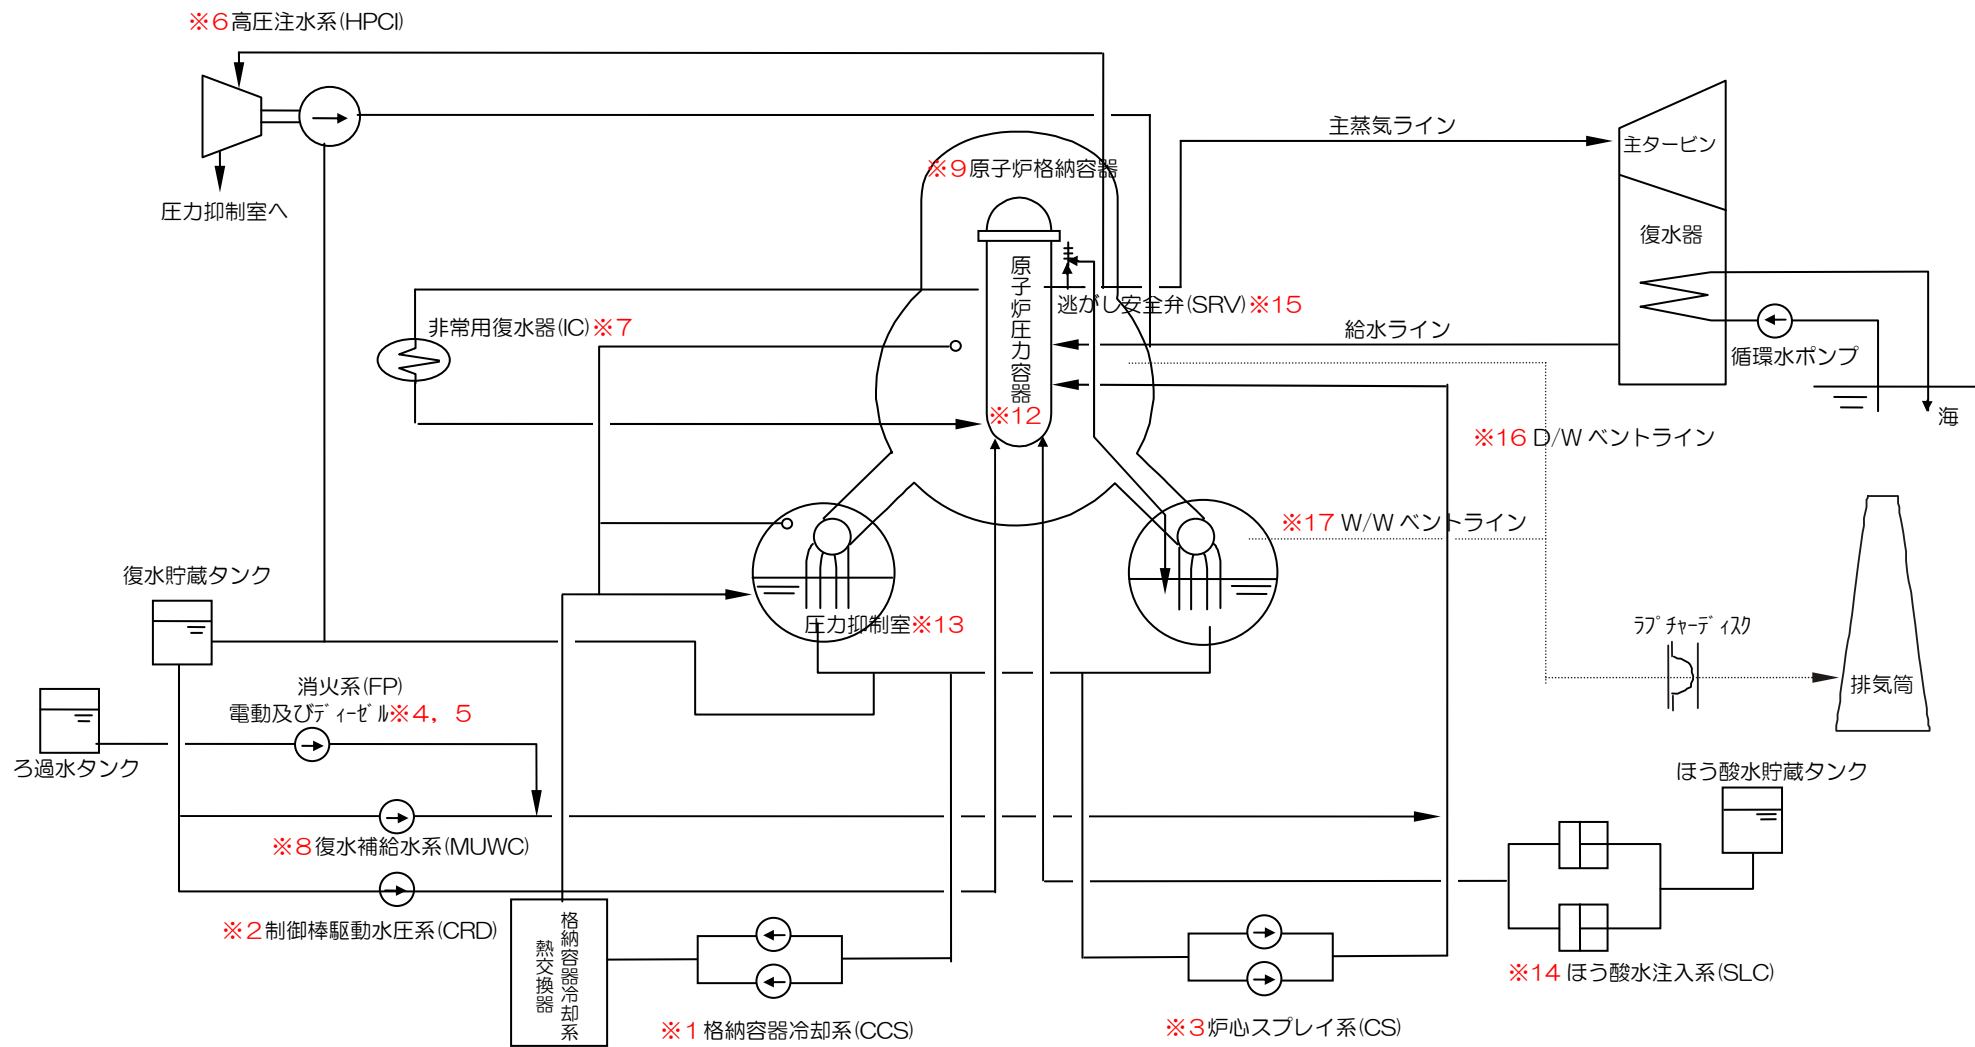 ※6高圧注水系(HPCI)
主蒸気ライン
主タービン
※9原子炉格納容器
圧力抑制室へ
復水器
原子炉圧力容器
※12
逃がし安全弁(SRV)※15
非常用復水器(IC)※7
給水ライン
循環水ポンプ
海
※16 D/W ベントライン
※17 W/W ベントライン
復水貯蔵タンク
圧力抑制室※13
ラプチャーディスク
排気筒
消火系(FP)
電動及びディーゼル※4，5
ろ過水タンク
ほう酸水貯蔵タンク
※8復水補給水系(MUWC)
※2制御棒駆動水圧系(CRD)
格納容器冷却系
熱交換器
※14 ほう酸水注入系(SLC)
※1格納容器冷却系(CCS)
※3炉心スプレイ系(CS)